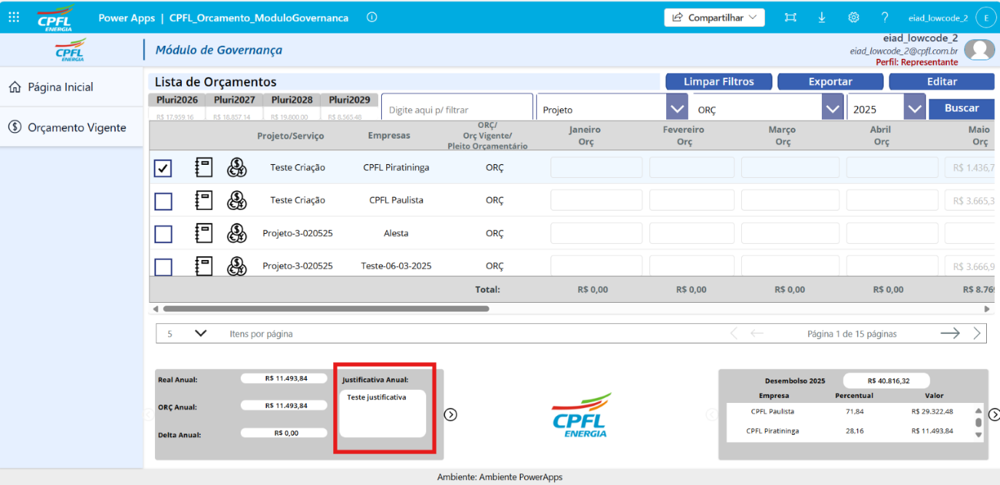 CPFL
ENERGIA
Power Apps | CPFL_Orcamento_ModuloGovernanca
Compartilhar
?
eiad_lowcode_2
E
CPFL
ENERGIA
Módulo de Governança
eiad_lowcode_2
eiad_lowcode_2@cpfl.com.br
Perfil: Representante
Página Inicial
Orçamento Vigente
Lista de Orçamentos
Limpar Filtros
Exportar
Editar
Pluri2026 Pluri2027 Pluri2028 Pluri2029
R$ 17.959,16 R$ 18.857,14 R$ 19.800,00 R$ 8.565,48
Digite aqui p/ filtrar
Projeto
ORÇ
2025
Buscar
Projeto/Serviço
Empresas
ORÇ/
Orç Vigente/
Pleito Orçamentário
Janeiro
Orç
Fevereiro
Orç
Março
Orç
Abril
Orç
Maio
Orç
Teste Criação CPFL Piratininga ORÇ R$ 1.436,7
Teste Criação CPFL Paulista ORÇ R$ 3.665,3
Projeto-3-020525 Alesta ORÇ
Projeto-3-020525 Teste-06-03-2025 ORÇ R$ 3.666,9
Total: R$ 0,00 R$ 0,00 R$ 0,00 R$ 0,00 R$ 8.769
5 Itens por página
Página 1 de 15 páginas
Real Anual: R$ 11.493,84
ORÇ Anual: R$ 11.493,84
Delta Anual: R$ 0,00
Justificativa Anual:
Teste justificativa
CPFL
ENERGIA
Desembolso 2025 R$ 40.816,32
Empresa Percentual Valor
CPFL Paulista 71,84 R$ 29.322,48
CPFL Piratininga 28,16 R$ 11.493,84
Ambiente: Ambiente PowerApps